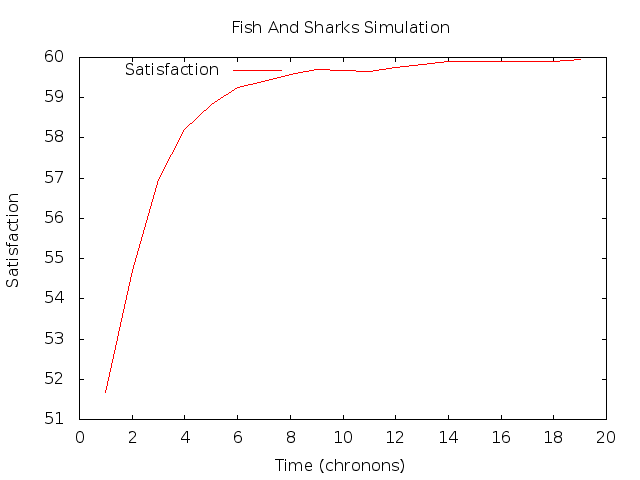 Fish And Sharks Simulation
60
Satisfaction
59
58
57
56
55
54
53
52
51
Satisfaction
0 2 4 6 8 10 12 14 16 18 20
Time (chronons)